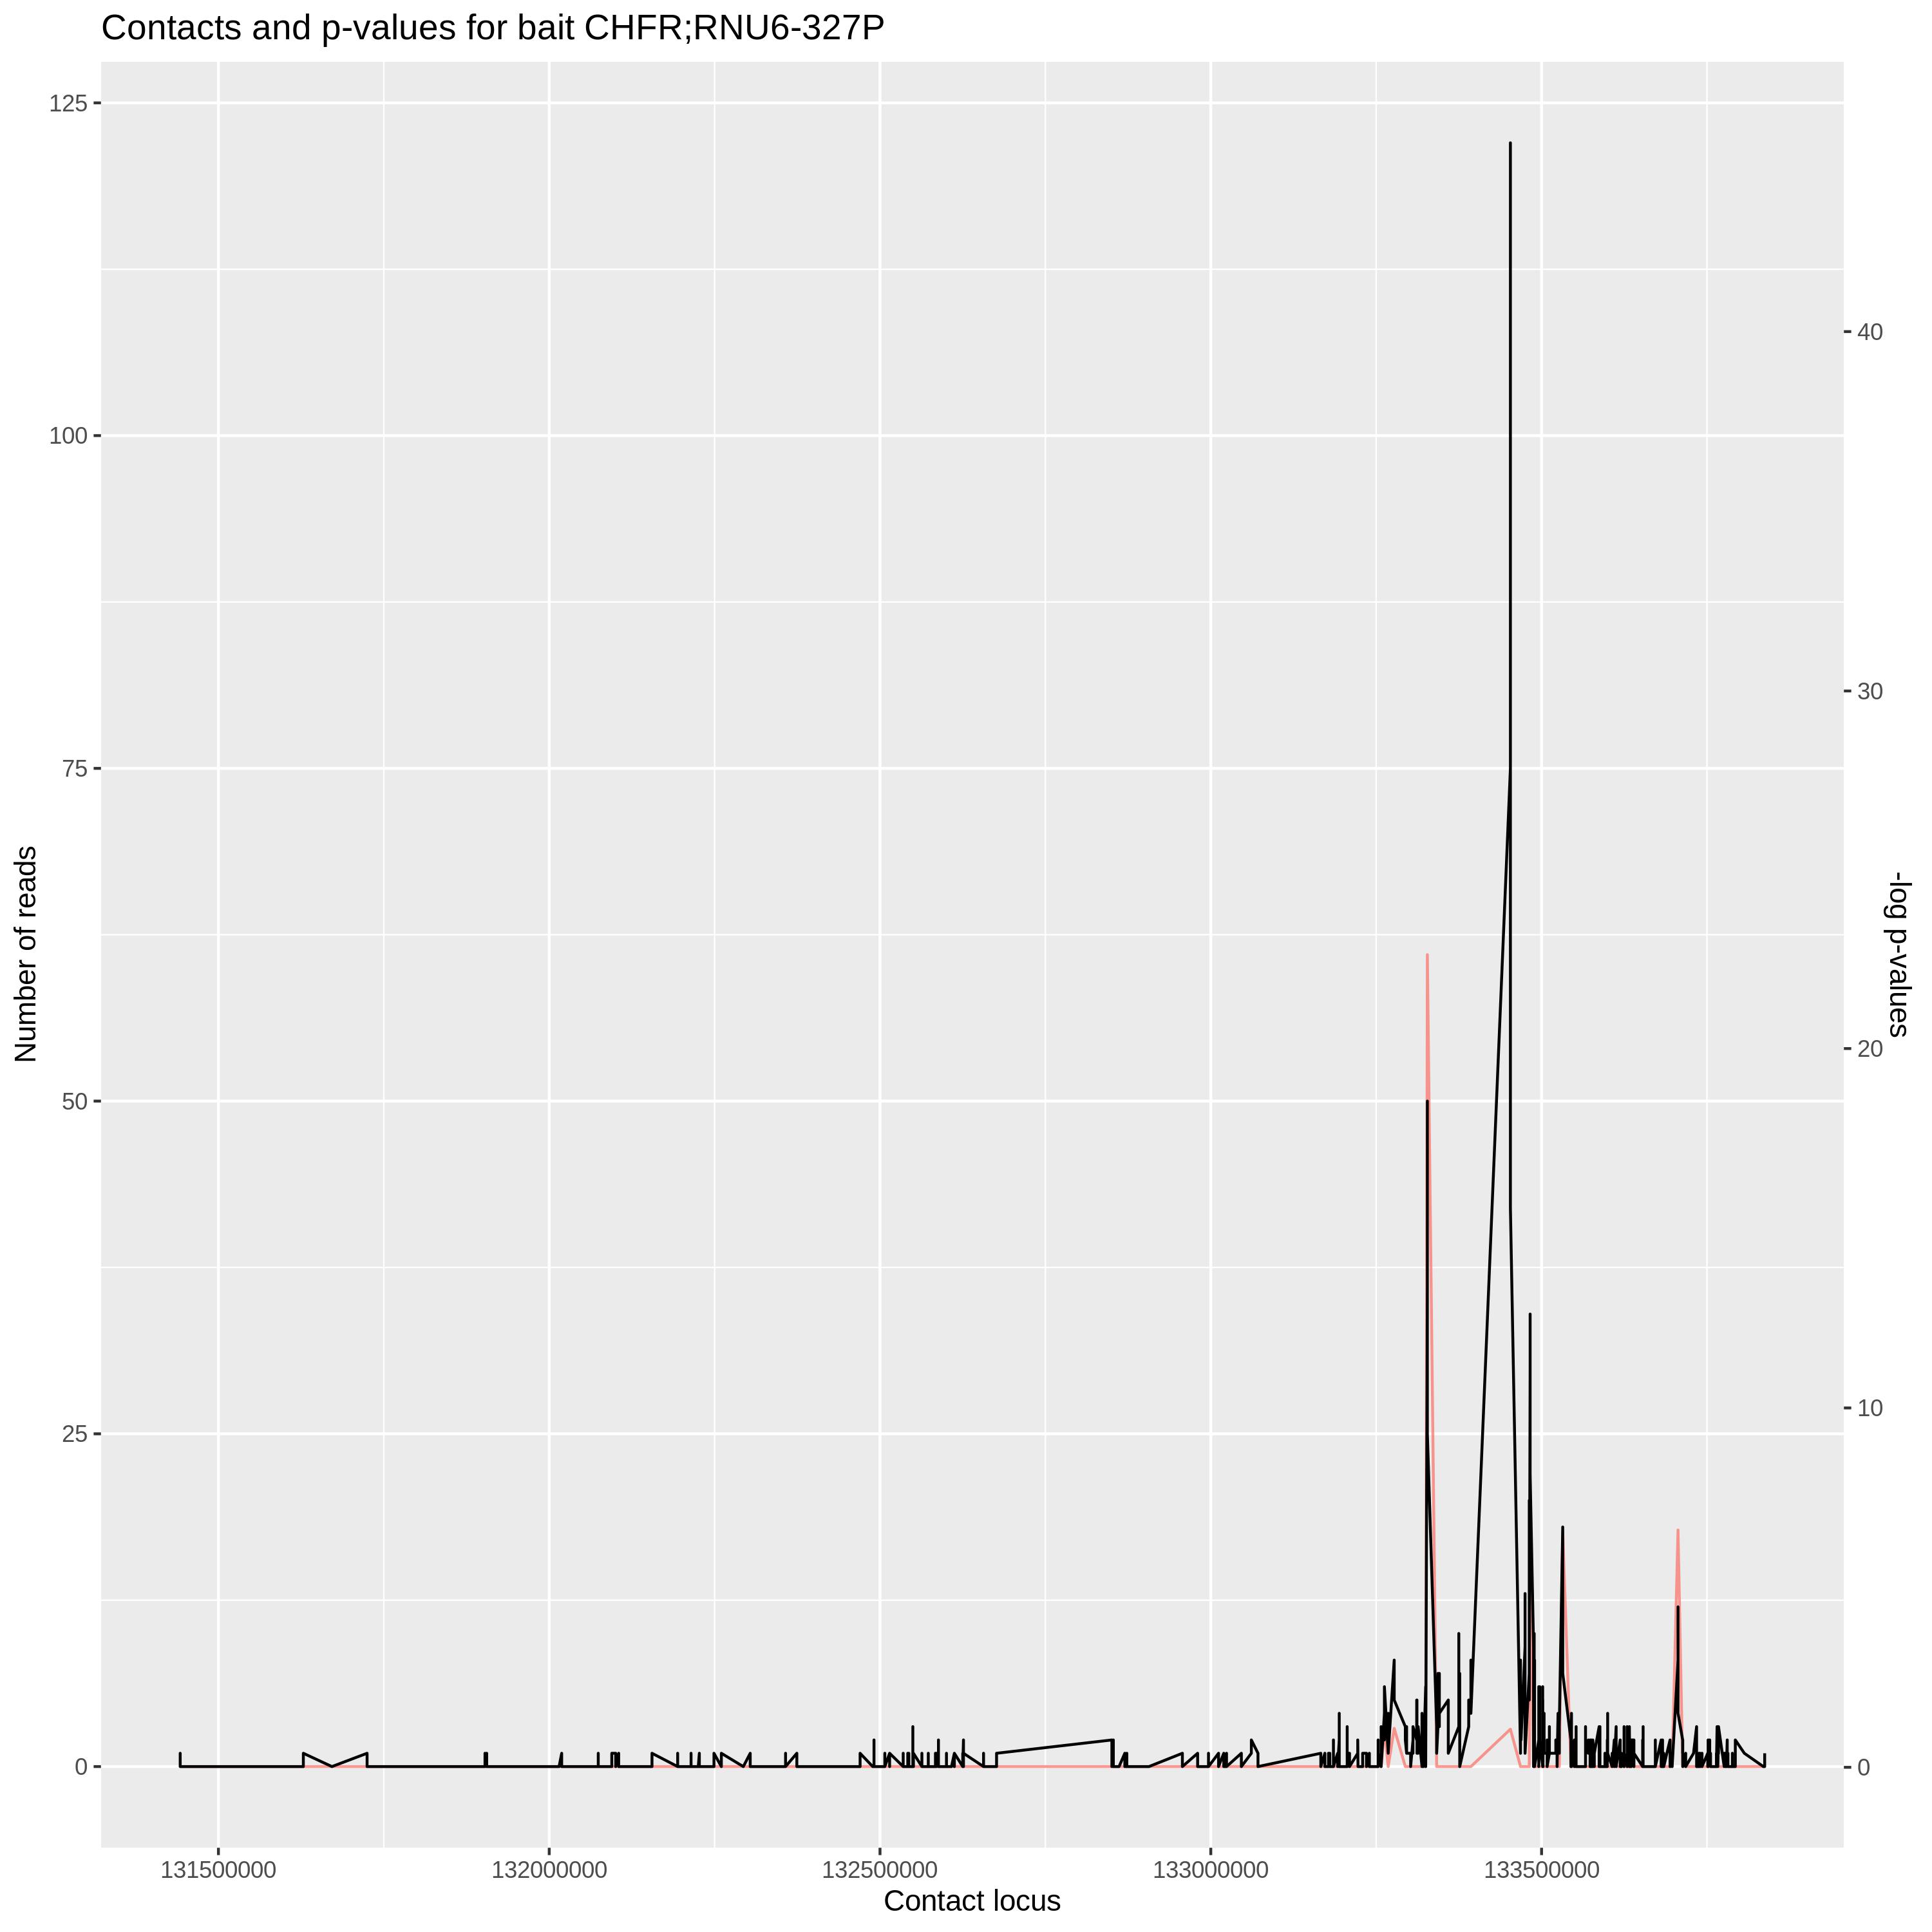 Contacts and p-values for bait CHFR;RNU6-327P
125
100
75
50
25
0
Number of reads
40
30
20
10
0
-log p-values
131500000 132000000 132500000 133000000 133500000
Contact locus